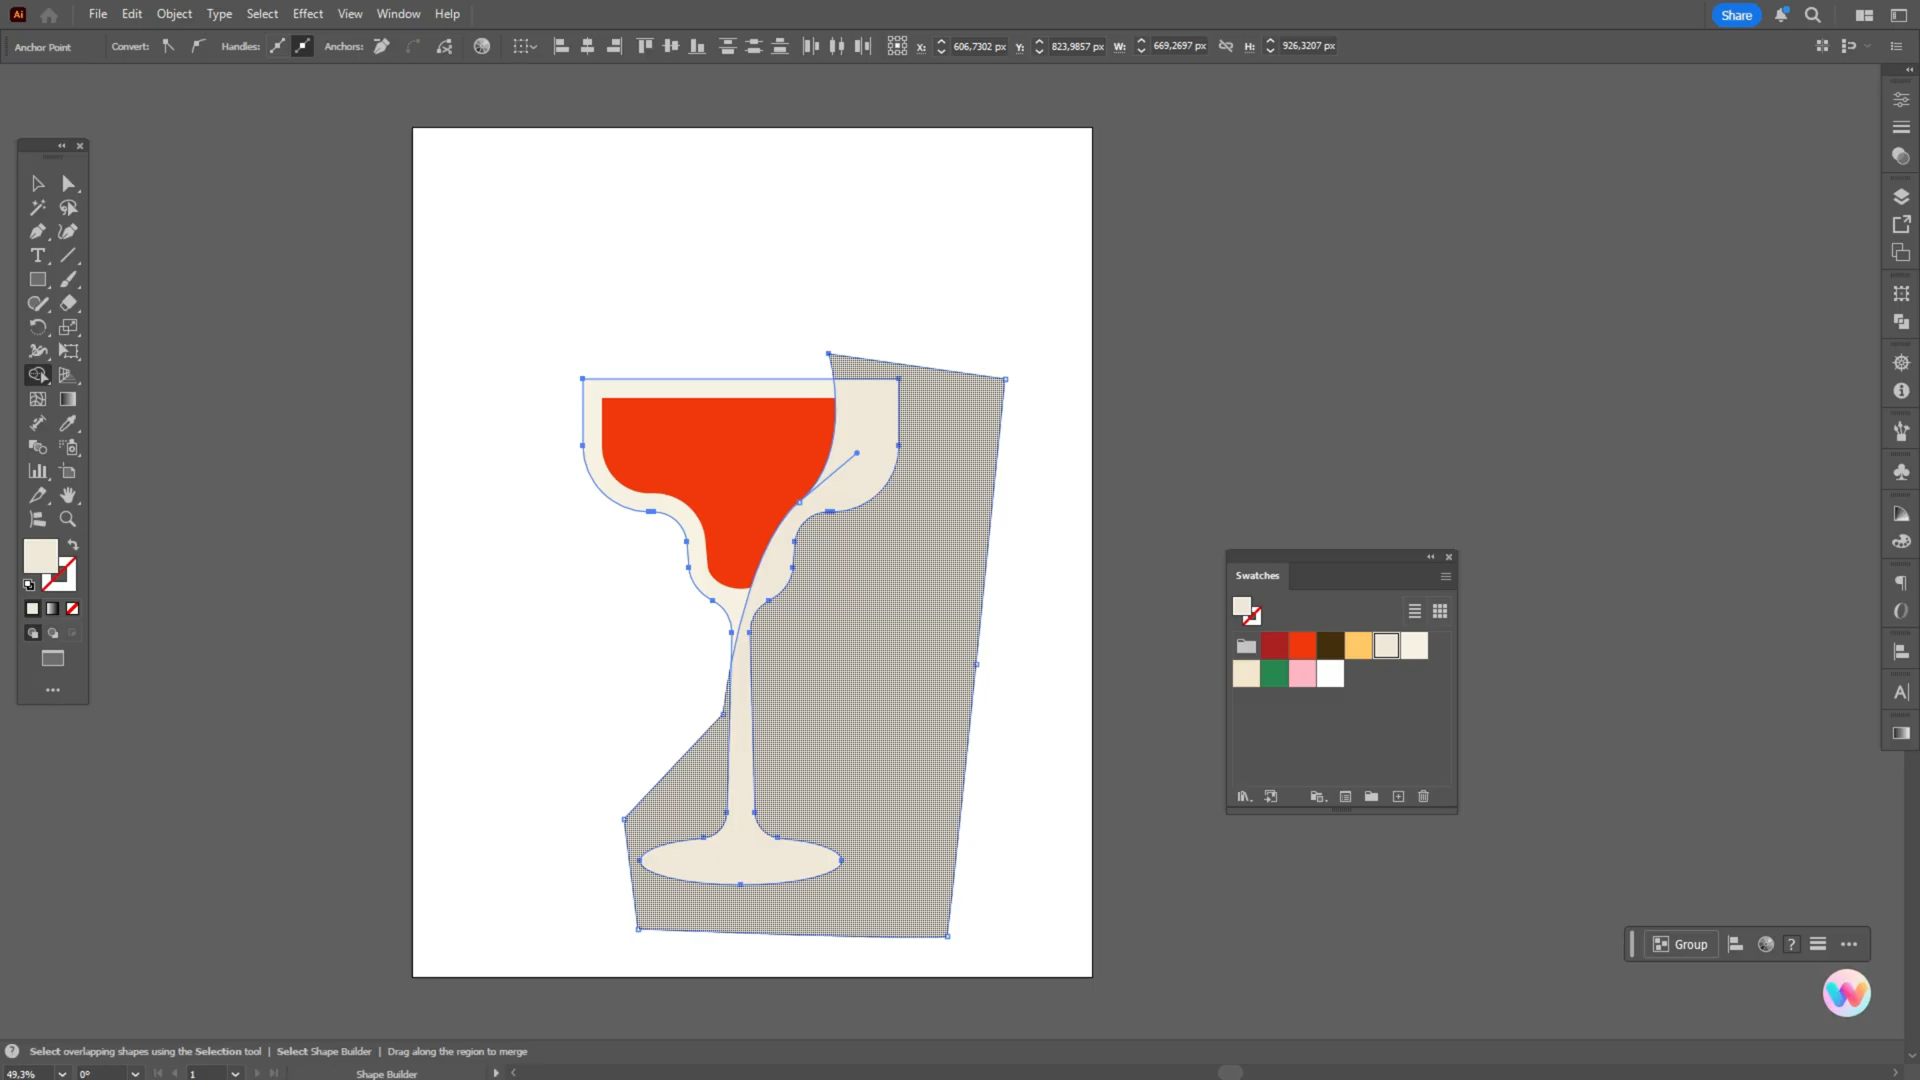 Ai File Edit Object Type Select Effect View Window Help Share
Anchor Point Convert: Handles: Anchors: X: 606,7302 px Y: 823,9857 px W: 669,2697 px H: 926,3207 px
Swatches
Group
Select overlapping shapes using the Selection tool | Select Shape Builder | Drag along the region to merge
49,3% 0° 1 Shape Builder